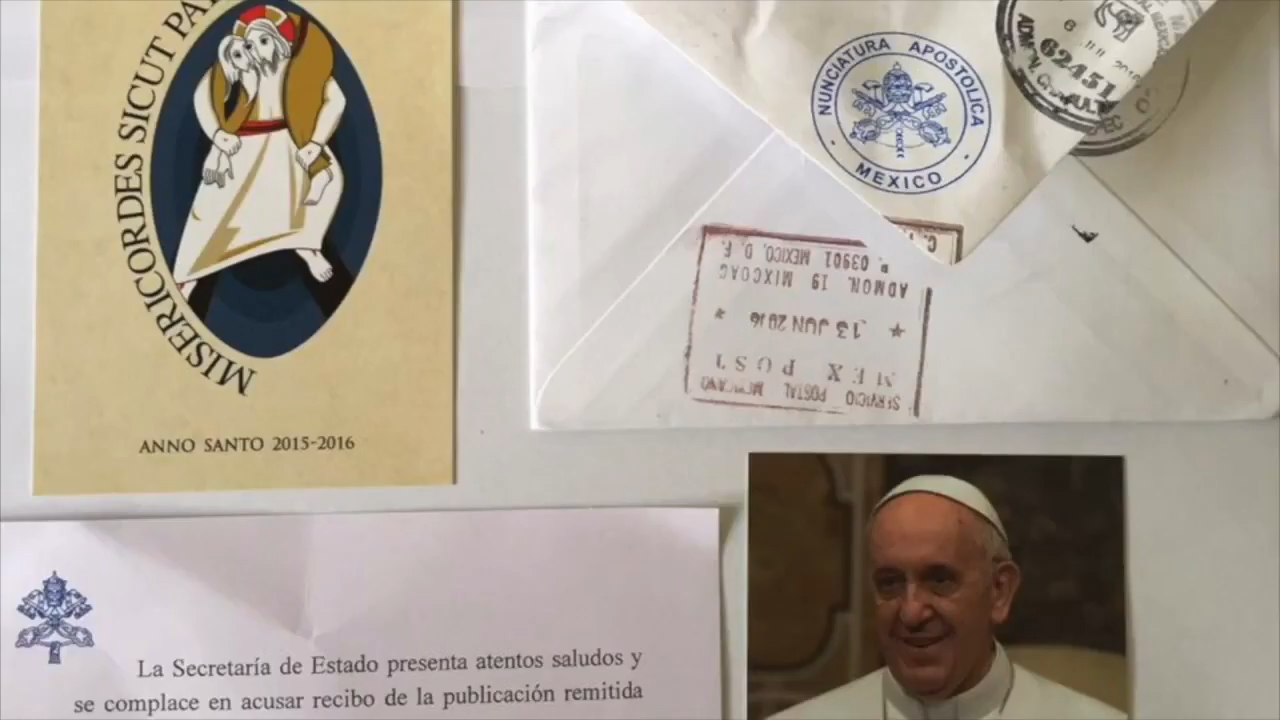 MISERICORDES SICUT PA
ANNO SANTO 2015-2016
NUNCIATURA APOSTOLICA
MEXICO
62451
SERVICIO POSTAL MEXICANO
MEX POST
13 JUN 2016
ADMON. 19 MIXCOAC
P. 03901 MEXICO, D. F.
La Secretaría de Estado presenta atentos saludos y
se complace en acusar recibo de la publicación remitida